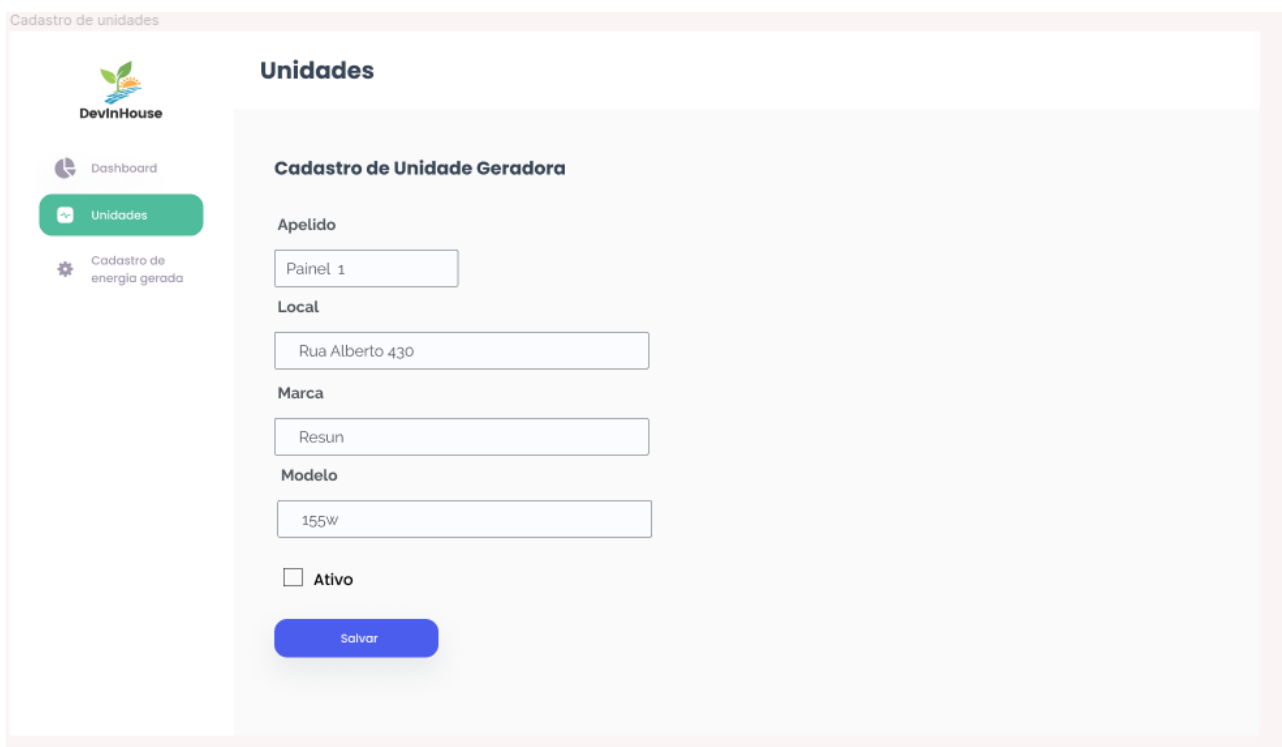 Cadastro de unidades
DevInHouse
Unidades
Dashboard
Unidades
Cadastro de
energia gerada
Cadastro de Unidade Geradora
Apelido
Painel 1
Local
Rua Alberto 430
Marca
Resun
Modelo
155w
Ativo
Salvar